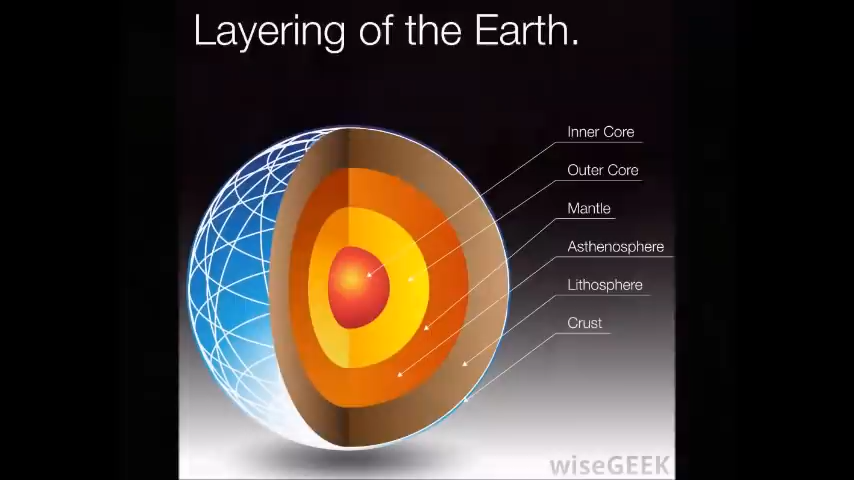 Layering of the Earth.
Inner Core
Outer Core
Mantle
Asthenosphere
Lithosphere
Crust
wiseGEEK